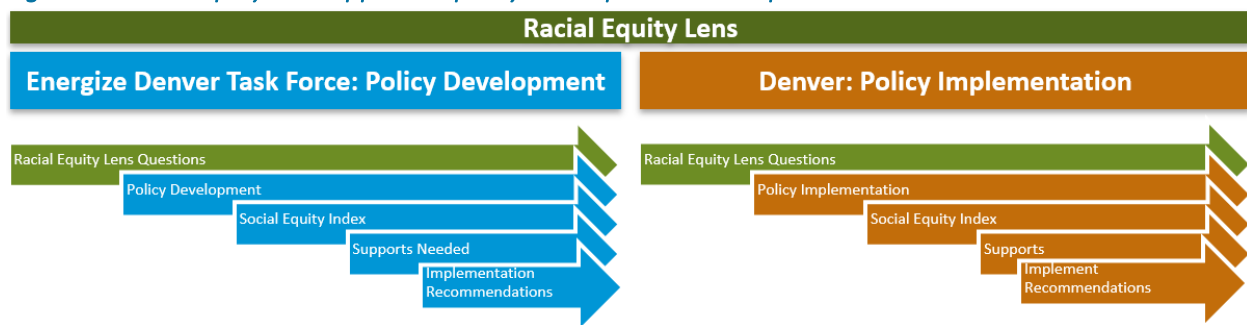 Racial Equity Lens
Energize Denver Task Force: Policy Development
Denver: Policy Implementation
Racial Equity Lens Questions
Policy Development
Social Equity Index
Supports Needed
Implementation
Recommendations
Racial Equity Lens Questions
Policy Implementation
Social Equity Index
Supports
Implement
Recommendations